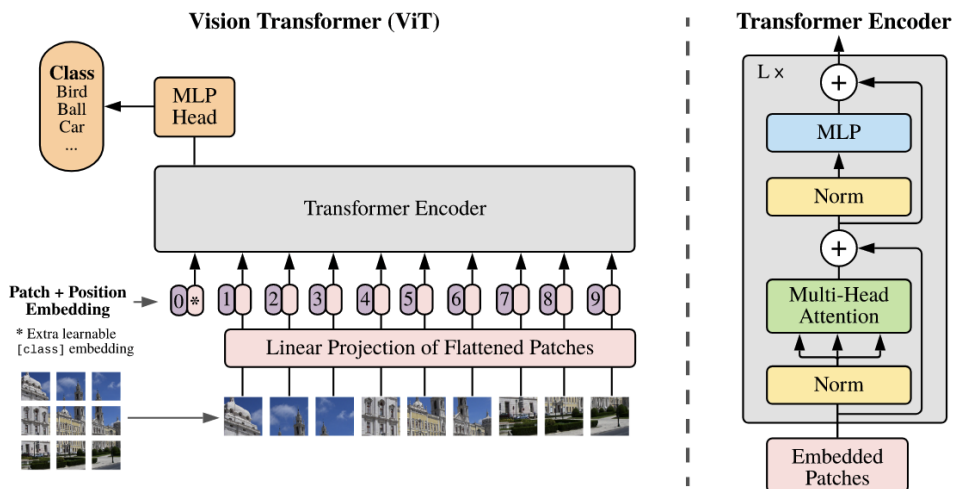 Vision Transformer (ViT)
Class
Bird
Ball
Car
...
MLP
Head
Transformer Encoder
Patch + Position
Embedding
0 * 1 2 3 4 5 6 7 8 9
* Extra learnable
[class] embedding
Linear Projection of Flattened Patches
Transformer Encoder
L ×
+
MLP
Norm
+
Multi-Head
Attention
Norm
Embedded
Patches